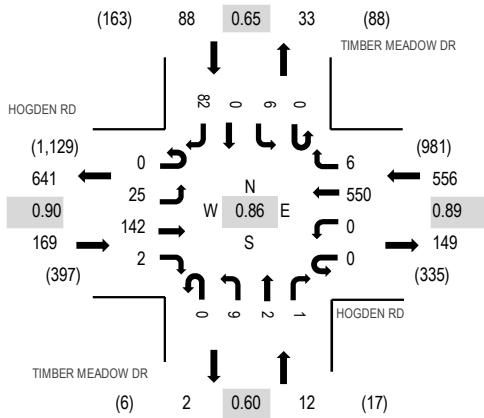 (163) 88 0.65 33 (88)
TIMBER MEADOW DR
82 0 6 0
HOGDEN RD
(1,129) 0 6 (981)
641 25 550 556
N
0.90 W 0.86 E 0.89
142 0
S
169 2 0 149
(397) (335)
0 9 2 1
HOGDEN RD
TIMBER MEADOW DR
(6) 2 0.60 12 (17)